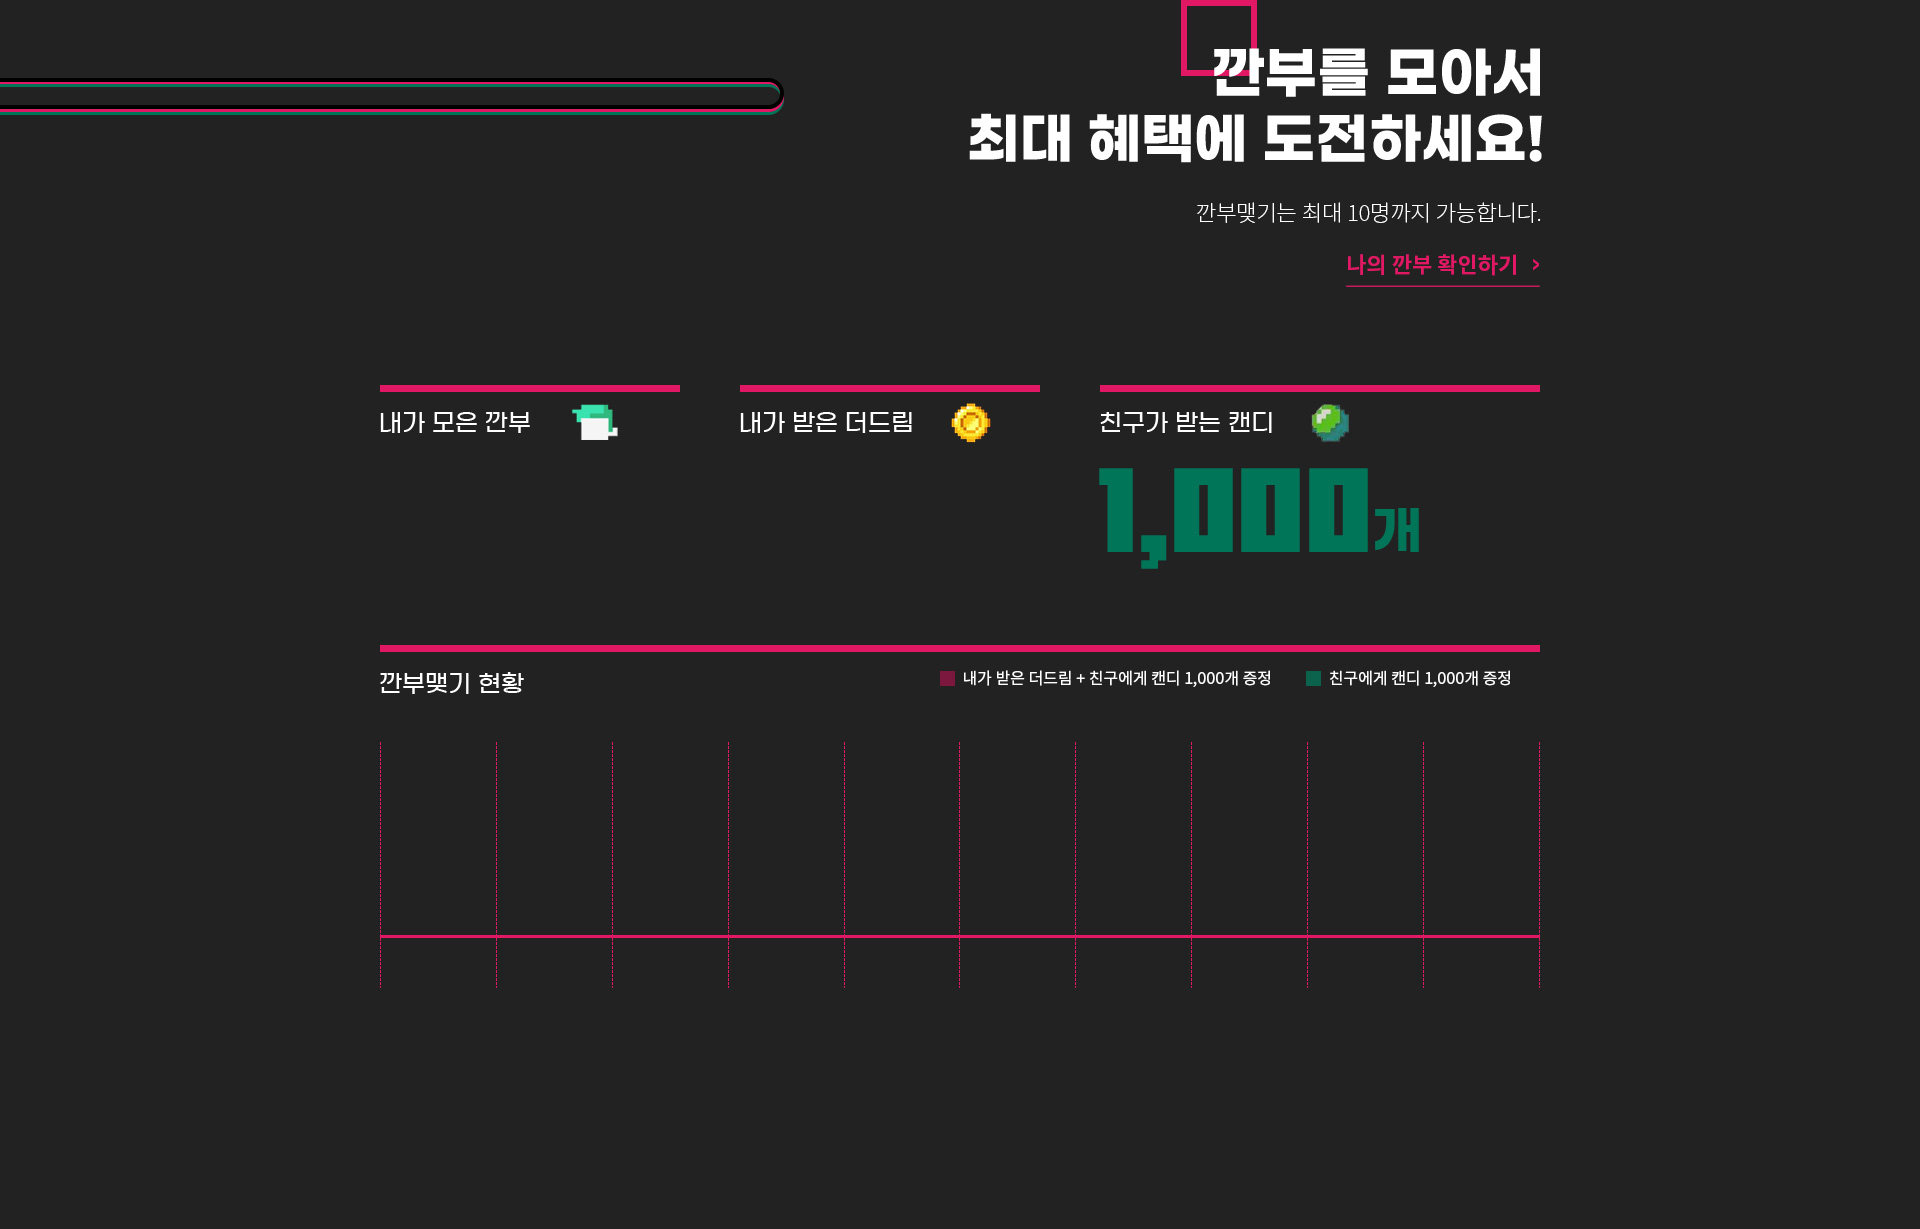 깐부를 모아서
최대 혜택에 도전하세요!
깐부맺기는 최대 10명까지 가능합니다.
나의 깐부 확인하기 >
내가 모은 깐부
내가 받은 더드림
친구가 받는 캔디
1,000개
깐부맺기 현황
내가 받은 더드림 + 친구에게 캔디 1,000개 증정
친구에게 캔디 1,000개 증정